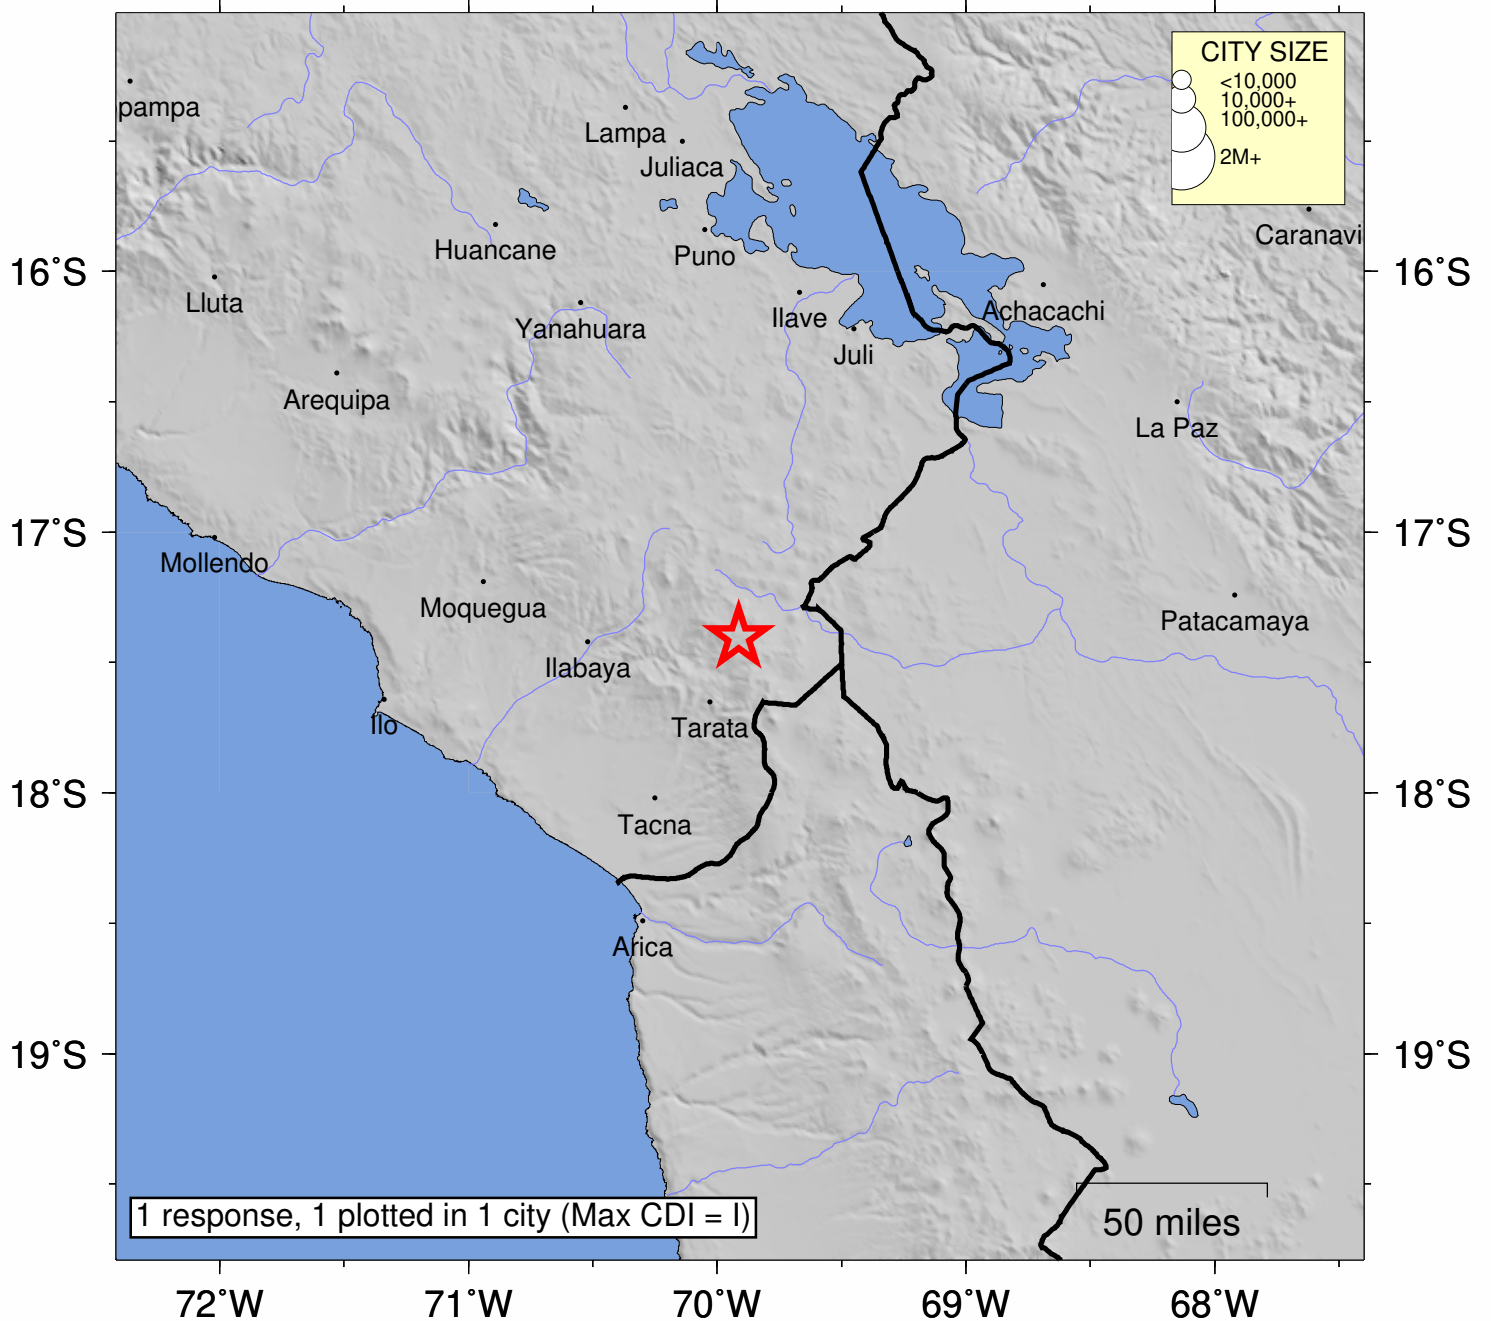 CITY SIZE
<10,000
10,000+
100,000+
2M+
pampa
Lampa
Juliaca
Huancane
Puno
Caranavi
16°S
16°S
Lluta
Yanahuara
Ilave
Achacachi
Juli
Arequipa
La Paz
17°S
17°S
Mollendo
Moquegua
Patacamaya
Ilabaya
Ilo
Tarata
18°S
18°S
Tacna
Arica
19°S
19°S
1 response, 1 plotted in 1 city (Max CDI = I)
50 miles
72°W
71°W
70°W
69°W
68°W